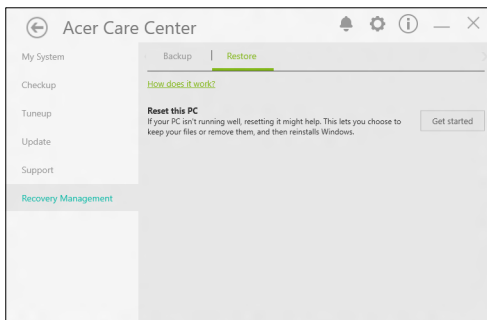 Acer Care Center
My System
Checkup
Tuneup
Update
Support
Recovery Management
Backup
Restore
How does it work?
Reset this PC
If your PC isn't running well, resetting it might help. This lets you choose to
keep your files or remove them, and then reinstalls Windows.
Get started